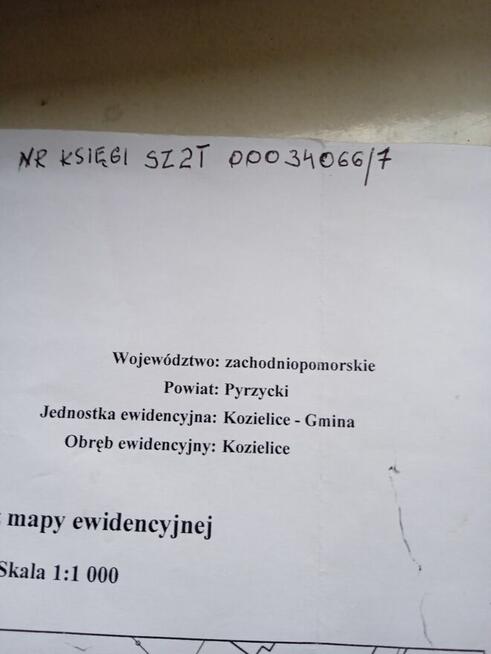 NR KSIĘGI SZ2T 00034066/7
Województwo: zachodniopomorskie
Powiat: Pyrzycki
Jednostka ewidencyjna: Kozielice - Gmina
Obręb ewidencyjny: Kozielice
mapy ewidencyjnej
Skala 1:1 000